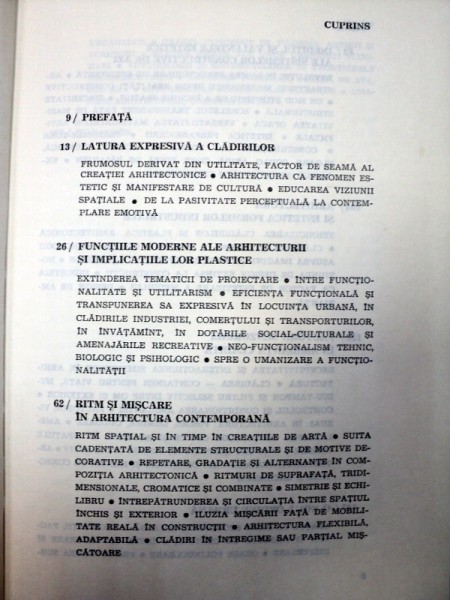 CUPRINS
9 / PREFAȚĂ
13 / LATURA EXPRESIVĂ A CLĂDIRILOR
FRUMOSUL DERIVAT DIN UTILITATE, FACTOR DE SEAMĂ AL
CREAȚIEI ARHITECTONICE ● ARHITECTURA CA FENOMEN ES-
TETIC ȘI MANIFESTARE DE CULTURĂ ● EDUCAREA VIZIUNII
SPAȚIALE ● DE LA PASIVITATE PERCEPTUALĂ LA CONTEM-
PLARE EMOTIVĂ
26 / FUNCȚIILE MODERNE ALE ARHITECTURII
ȘI IMPLICAȚIILE LOR PLASTICE
EXTINDEREA TEMATICII DE PROIECTARE ● ÎNTRE FUNCȚIO-
NALITATE ȘI UTILITARISM ● EFICIENȚA FUNCȚIONALĂ ȘI
TRANSPUNEREA SA EXPRESIVĂ ÎN LOCUINȚA URBANĂ, ÎN
CLĂDIRILE INDUSTRIEI, COMERȚULUI ȘI TRANSPORTURILOR,
ÎN ÎNVĂȚĂMÎNT, ÎN DOTĂRILE SOCIAL-CULTURALE ȘI
AMENAJĂRILE RECREATIVE ● NEO-FUNCȚIONALISM TEHNIC,
BIOLOGIC ȘI PSIHOLOGIC ● SPRE O UMANIZARE A FUNCȚIO-
NALITĂȚII
62 / RITM ȘI MIȘCARE
ÎN ARHITECTURA CONTEMPORANĂ
RITM SPAȚIAL ȘI ÎN TIMP ÎN CREAȚIILE DE ARTĂ ● SUITA
CADENȚATĂ DE ELEMENTE STRUCTURALE ȘI DE MOTIVE DE-
CORATIVE ● REPETARE, GRADAȚIE ȘI ALTERNANȚE ÎN COM-
POZIȚIA ARHITECTONICĂ ● RITMURI DE SUPRAFAȚĂ, TRIDI-
MENSIONALE, CROMATICE ȘI COMBINATE ● SIMETRIE ȘI ECHI-
LIBRU ● ÎNTREPĂTRUNDEREA ȘI CIRCULAȚIA ÎNTRE SPAȚIUL
ÎNCHIS ȘI EXTERIOR ● ILUZIA MIȘCĂRII FAȚĂ DE MOBILI-
TATE REALĂ ÎN CONSTRUCȚII ● ARHITECTURA FLEXIBILĂ,
ADAPTABILĂ ● CLĂDIRI ÎN ÎNTREGIME SAU PARȚIAL MIȘ-
CĂTOARE